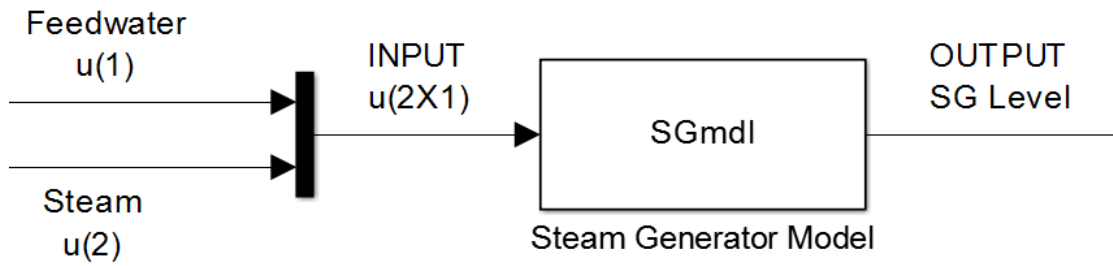 Feedwater
u(1)
INPUT
u(2X1)
SGmdl
OUTPUT
SG Level
Steam
u(2)
Steam Generator Model